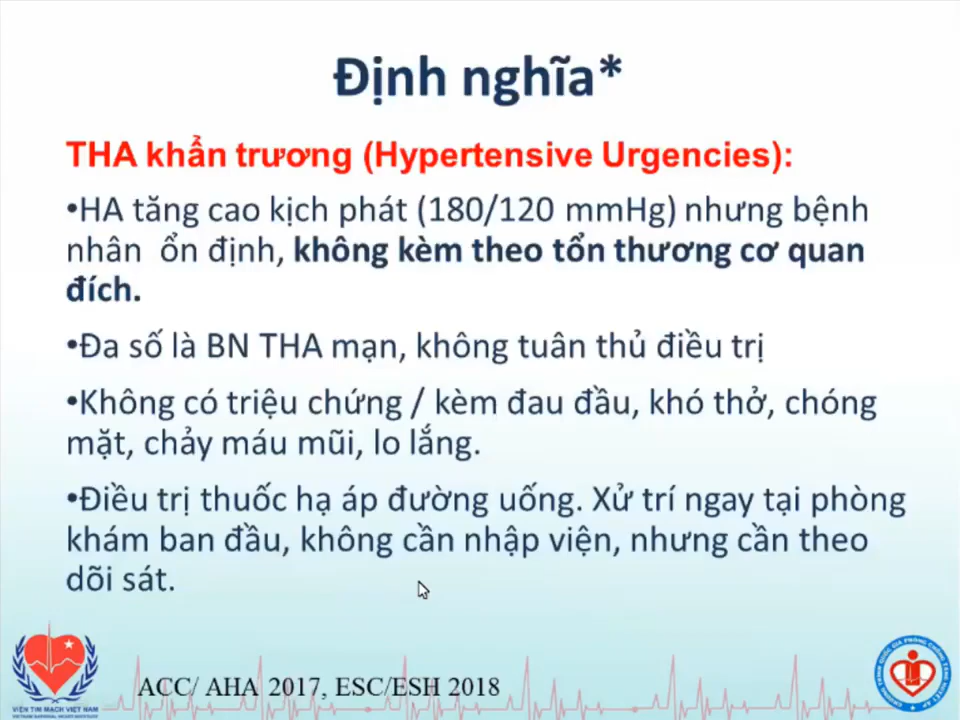 Định nghĩa*
THA khẩn trương (Hypertensive Urgencies):
•HA tăng cao kịch phát (180/120 mmHg) nhưng bệnh
nhân ổn định, không kèm theo tổn thương cơ quan
đích.
•Đa số là BN THA mạn, không tuân thủ điều trị
•Không có triệu chứng / kèm đau đầu, khó thở, chóng
mặt, chảy máu mũi, lo lắng.
•Điều trị thuốc hạ áp đường uống. Xử trí ngay tại phòng
khám ban đầu, không cần nhập viện, nhưng cần theo
dõi sát.
VIỆN TIM MẠCH VIỆT NAM
ACC/ AHA 2017, ESC/ESH 2018